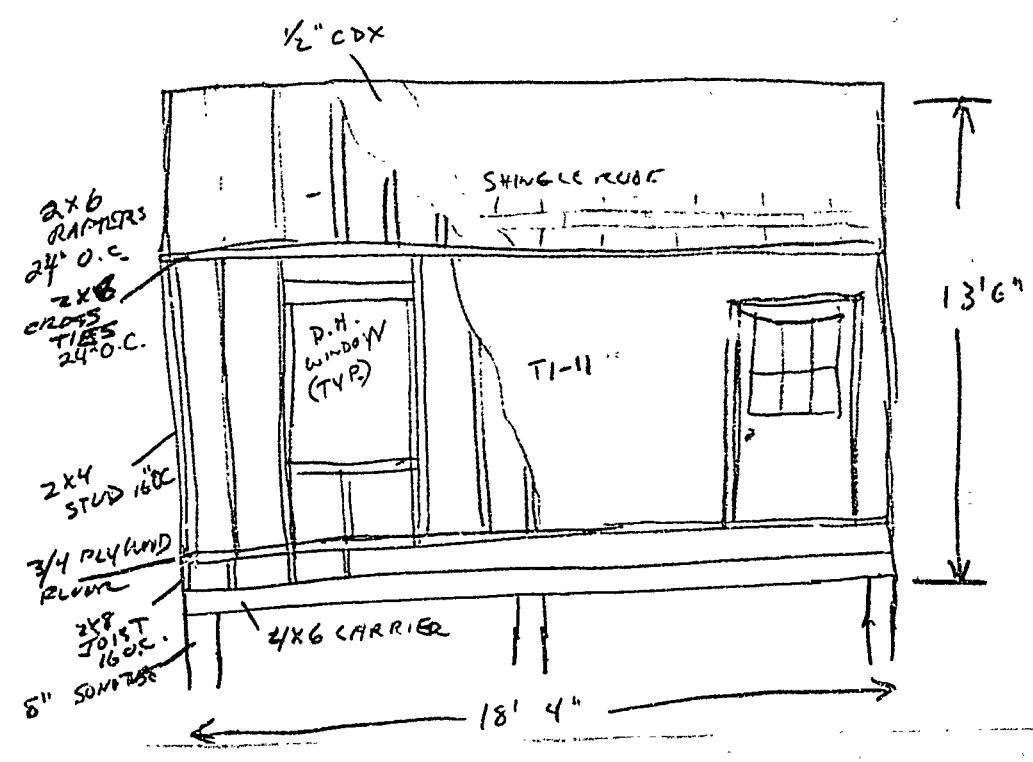 1/2" CDX
SHINGLE ROOF
2X6
RAFTERS
24" O.C.
2X8
CROSS
TIES
24" O.C.
D.H.
WINDOW
(TYP.)
T1-11
13'6"
2X4
STUD 16"OC
3/4 PLYWOOD
FLOOR
2X8
JOIST
16 O.C.
8" SONOTUBE
4X6 CARRIER
18' 4"